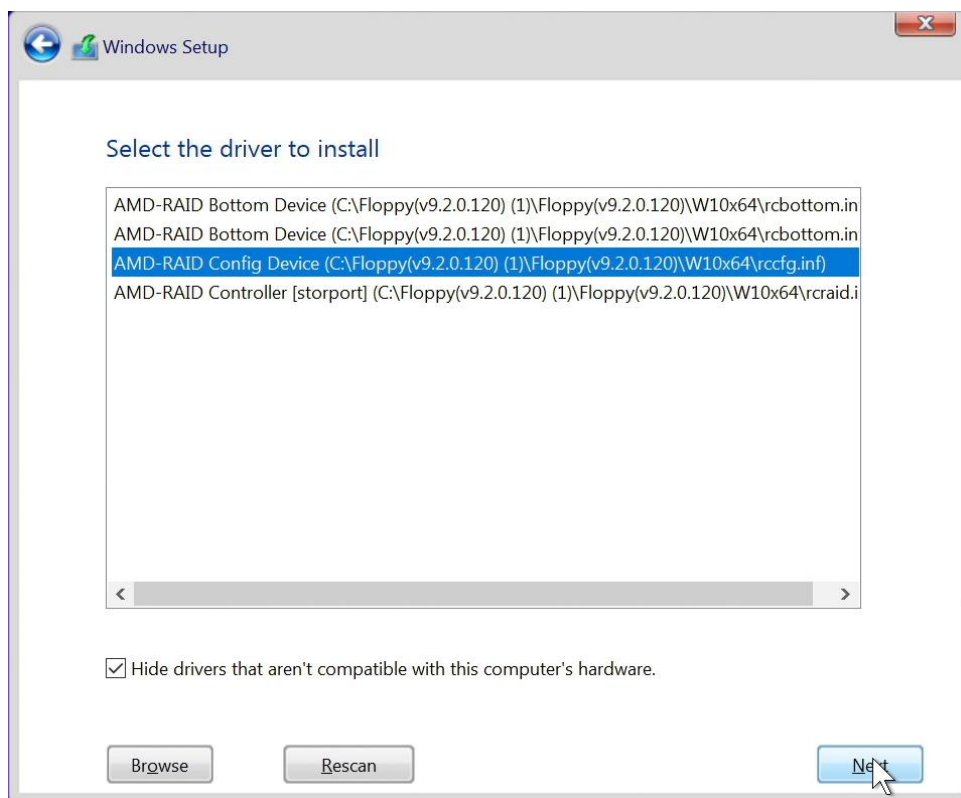 Windows Setup
Select the driver to install
AMD-RAID Bottom Device (C:\Floppy(v9.2.0.120) (1)\Floppy(v9.2.0.120)\W10x64\rcbottom.in
AMD-RAID Bottom Device (C:\Floppy(v9.2.0.120) (1)\Floppy(v9.2.0.120)\W10x64\rcbottom.in
AMD-RAID Config Device (C:\Floppy(v9.2.0.120) (1)\Floppy(v9.2.0.120)\W10x64\rccfg.inf)
AMD-RAID Controller [storport] (C:\Floppy(v9.2.0.120) (1)\Floppy(v9.2.0.120)\W10x64\rcraid.i
Hide drivers that aren't compatible with this computer's hardware.
Browse
Rescan
Next